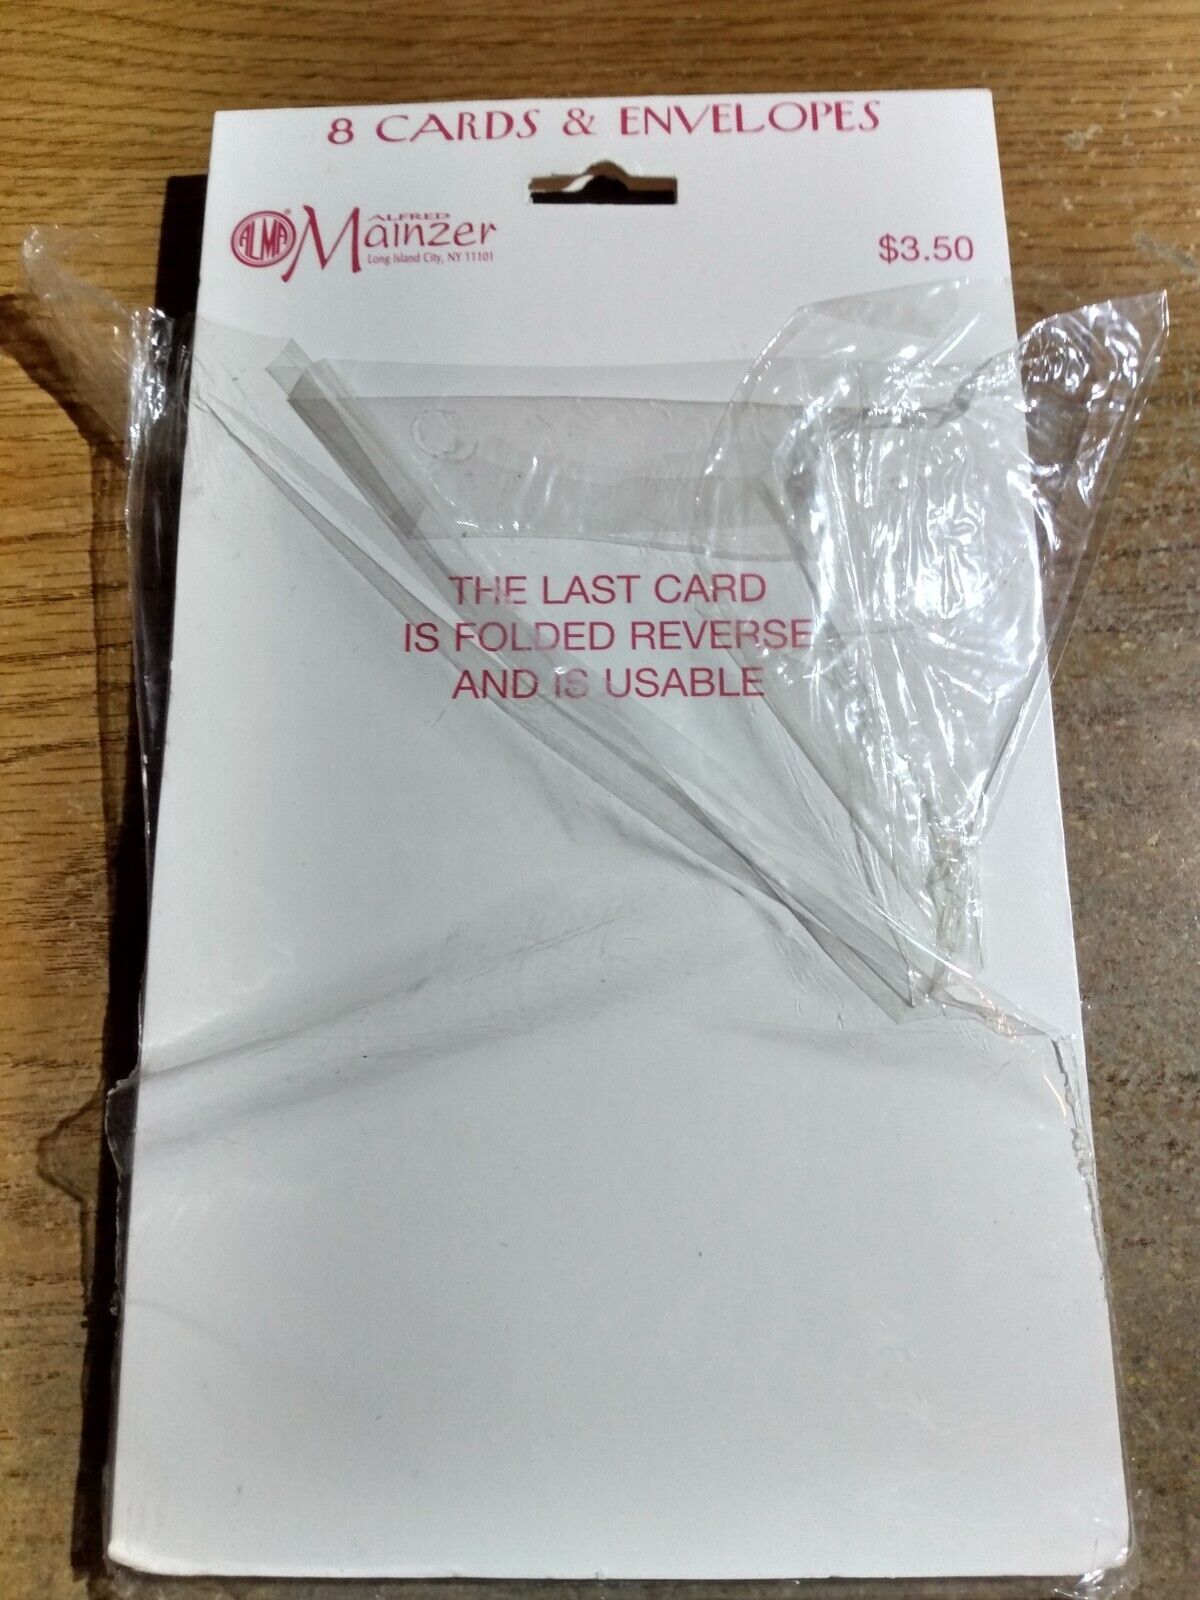 8 CARDS & ENVELOPES
ALMA®
ALFRED
Mainzer
Long Island City, NY 11101
$3.50
THE LAST CARD
IS FOLDED REVERSE
AND IS USABLE